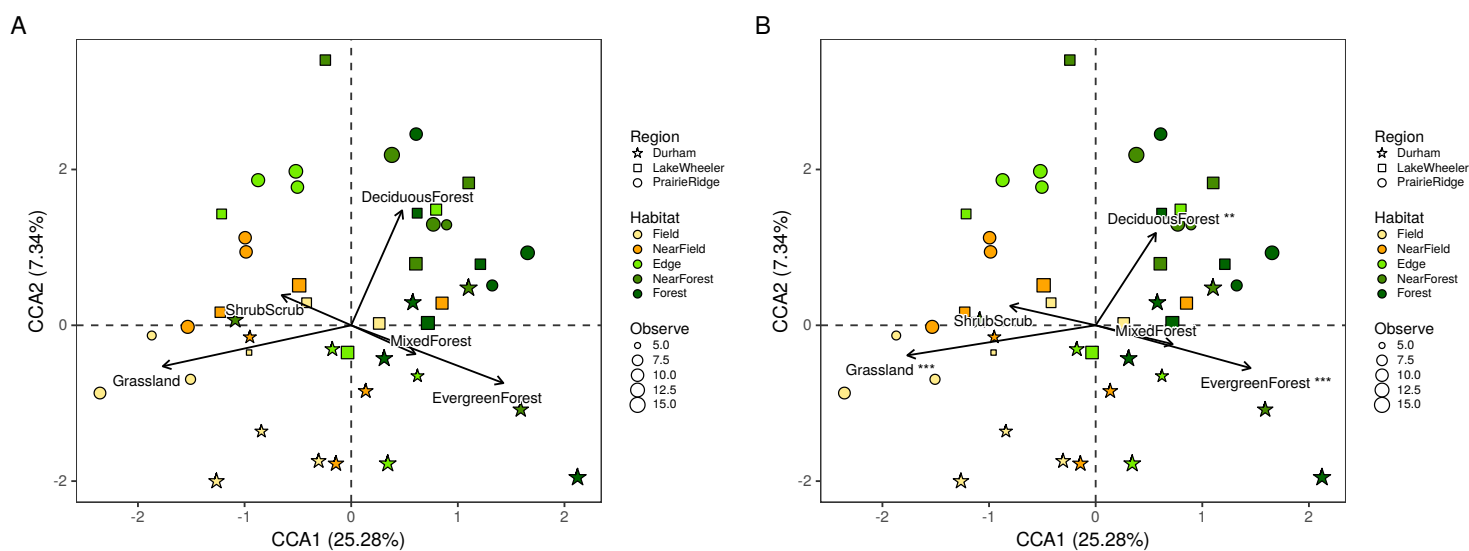 A
CCA2 (7.34%)
2
0
-2
DeciduousForest
ShrubScrub
MixedForest
Grassland
EvergreenForest
-2
-1
0
1
2
CCA1 (25.28%)
Region
Durham
LakeWheeler
PrairieRidge
Habitat
Field
NearField
Edge
NearForest
Forest
Observe
5.0
7.5
10.0
12.5
15.0
B
CCA2 (7.34%)
2
0
-2
DeciduousForest **
ShrubScrub
MixedForest
Grassland ***
EvergreenForest ***
-2
-1
0
1
2
CCA1 (25.28%)
Region
Durham
LakeWheeler
PrairieRidge
Habitat
Field
NearField
Edge
NearForest
Forest
Observe
5.0
7.5
10.0
12.5
15.0